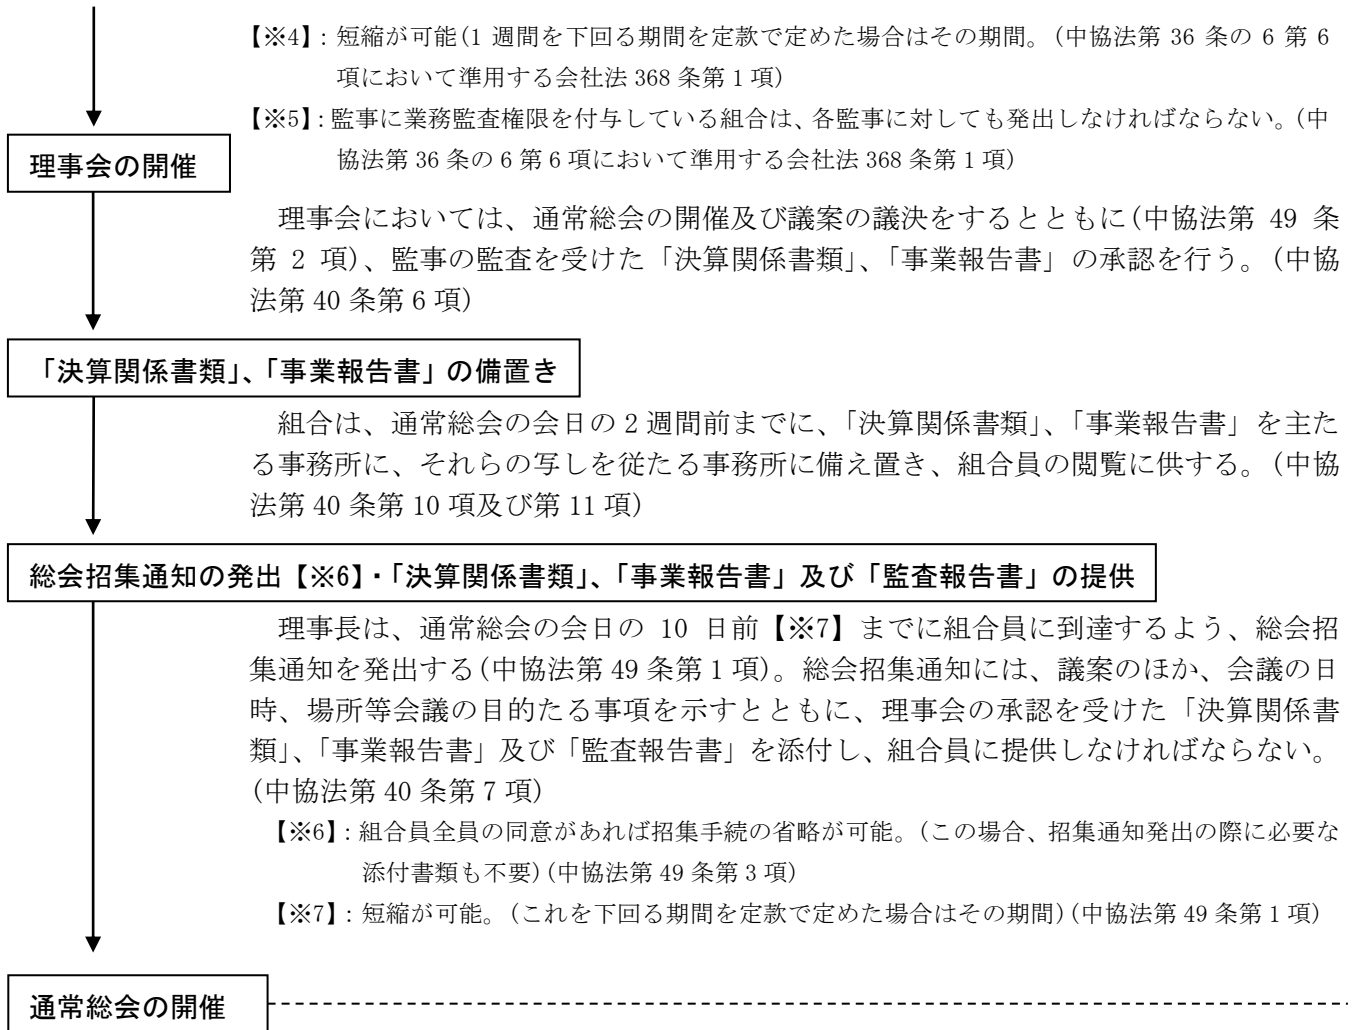 【※4】：短縮が可能(1 週間を下回る期間を定款で定めた場合はその期間。(中協法第 36 条の 6 第 6
項において準用する会社法 368 条第 1 項)
【※5】：監事に業務監査権限を付与している組合は、各監事に対しても発出しなければならない。(中
協法第 36 条の 6 第 6 項において準用する会社法 368 条第 1 項)
理事会の開催
理事会においては、通常総会の開催及び議案の議決をするとともに(中協法第 49 条
第 2 項)、監事の監査を受けた「決算関係書類」、「事業報告書」の承認を行う。(中協
法第 40 条第 6 項)
「決算関係書類」、「事業報告書」の備置き
組合は、通常総会の会日の 2 週間前までに、「決算関係書類」、「事業報告書」を主た
る事務所に、それらの写しを従たる事務所に備え置き、組合員の閲覧に供する。(中協
法第 40 条第 10 項及び第 11 項)
総会招集通知の発出【※6】・「決算関係書類」、「事業報告書」及び「監査報告書」の提供
理事長は、通常総会の会日の 10 日前【※7】までに組合員に到達するよう、総会招
集通知を発出する(中協法第 49 条第 1 項)。総会招集通知には、議案のほか、会議の日
時、場所等会議の目的たる事項を示すとともに、理事会の承認を受けた「決算関係書
類」、「事業報告書」及び「監査報告書」を添付し、組合員に提供しなければならない。
(中協法第 40 条第 7 項)
【※6】：組合員全員の同意があれば招集手続の省略が可能。(この場合、招集通知発出の際に必要な
添付書類も不要)(中協法第 49 条第 3 項)
【※7】：短縮が可能。(これを下回る期間を定款で定めた場合はその期間)(中協法第 49 条第 1 項)
通常総会の開催